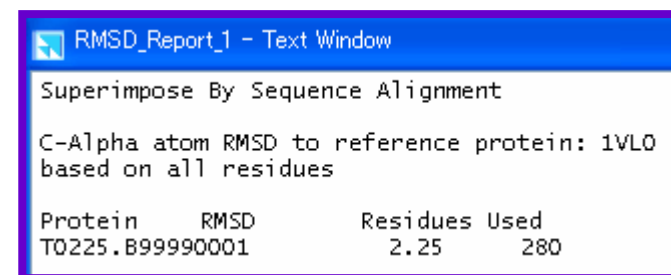 RMSD_Report_1 - Text Window
Superimpose By Sequence Alignment
C-Alpha atom RMSD to reference protein: 1VLO
based on all residues
Protein RMSD Residues Used
T0225.B99990001 2.25 280